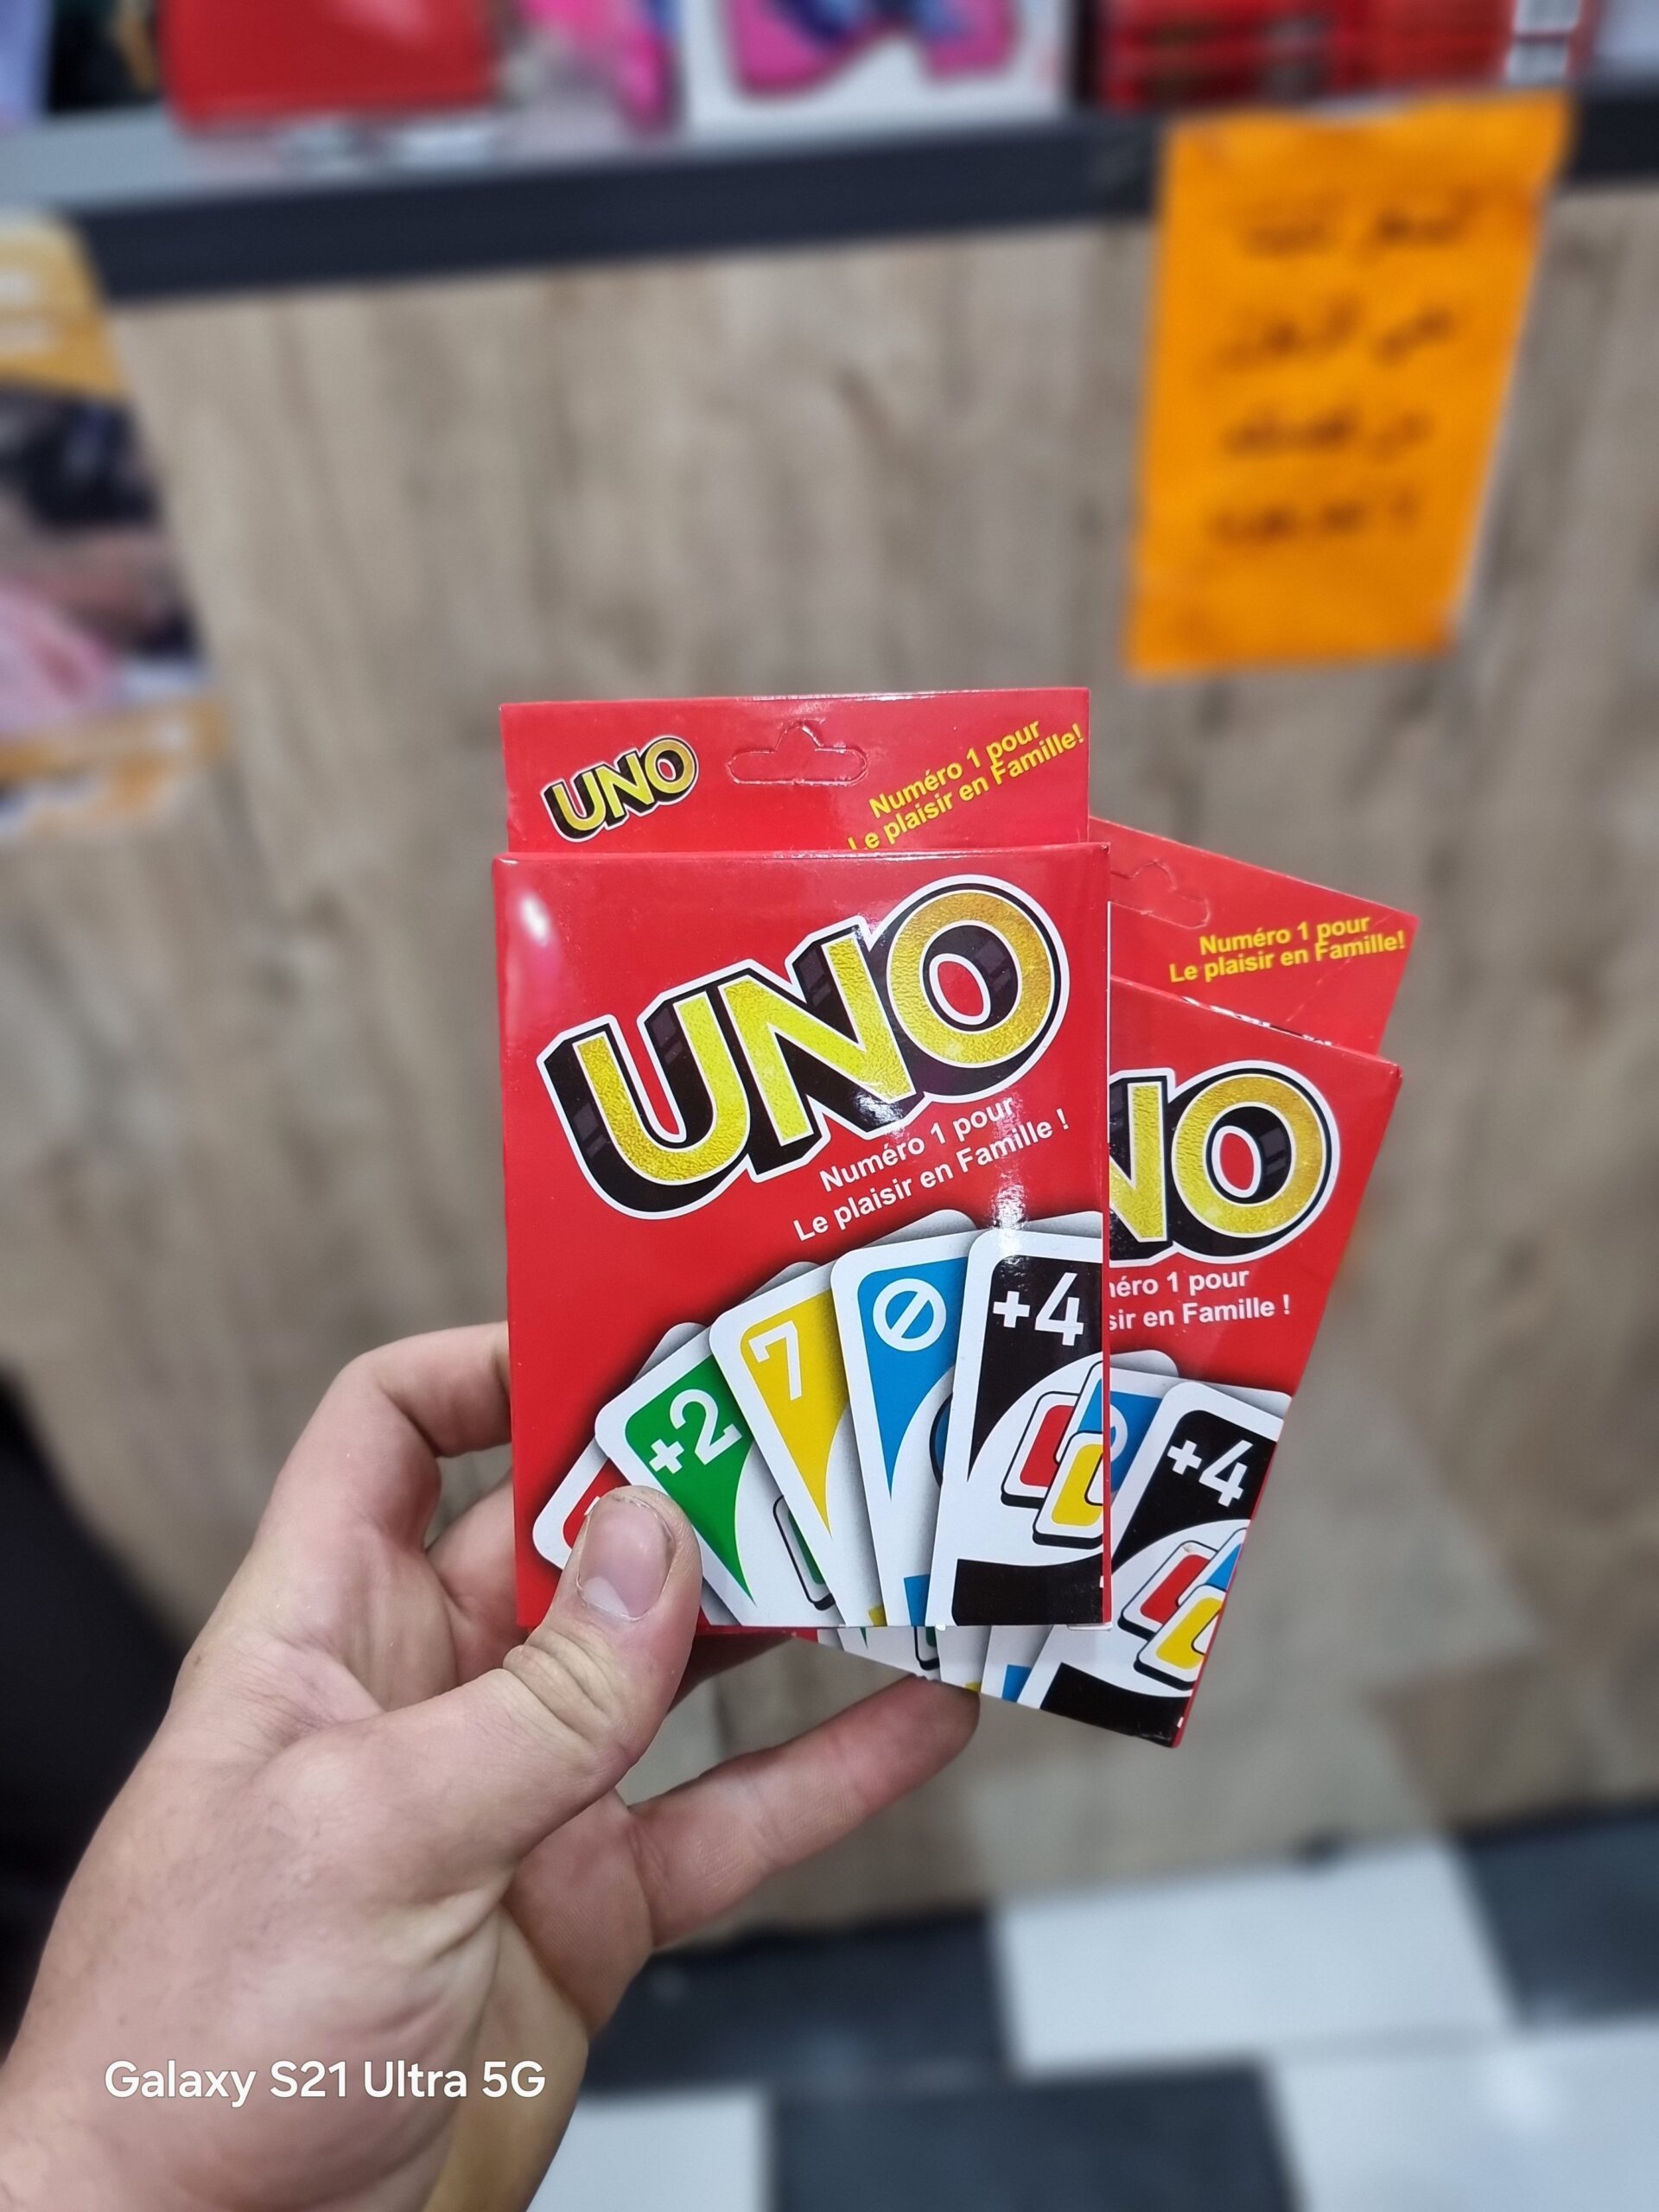 UNO
Numéro 1 pour
Le plaisir en Famille!
UNO
Numéro 1 pour
Le plaisir en Famille !
+2
7
+4
Numéro 1 pour
Le plaisir en Famille!
NO
éro 1 pour
sir en Famille !
+4
Galaxy S21 Ultra 5G